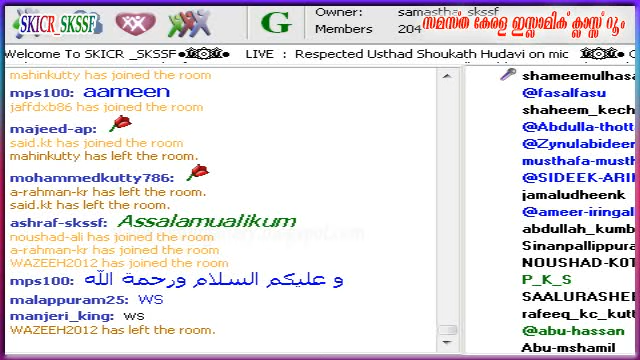 SKICR_SKSSF
G
Owner: samastha_skssf
Members 204
സമസ്ത കേരള ഇസ്ലാമിക് ക്ലാസ്സ് റൂം
Welcome To SKICR _SKSSF LIVE : Respected Usthad Shoukath Hudavi on mic
mahinkutty has joined the room
mps100: aameen
jaffdxb86 has joined the room
majeed-ap:
said.kt has joined the room
mahinkutty has left the room.
mohammedkutty786:
a-rahman-kr has left the room.
said.kt has left the room.
ashraf-skssf: Assalamualikum
noushad-ali has joined the room
a-rahman-kr has joined the room
WAZEEH2012 has joined the room
mps100: و عليكم السلام ورحمة الله
malappuram25: ws
manjeri_king: ws
WAZEEH2012 has left the room.
shameemulhasa
@fasalfasu
shaheem_kech
@Abdulla-thott
@Zynulabideer
musthafa-musth
@SIDEEK-ARIK
jamaludheenk
@ameer-iringal
abdullah_kumb
Sinanpallippura
NOUSHAD-KOT
P_K_S
SAALURASHEE
rafeeq_kc_kutt
@abu-hassan
Abu-mshamil